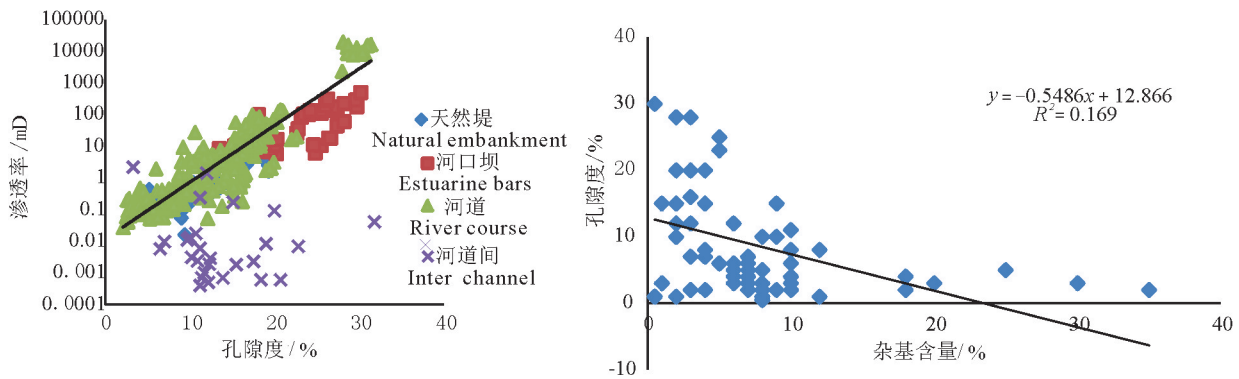 100000
10000
1000
100
10
1
0.1
0.01
0.001
0.0001
渗透率/mD
0 10 20 30 40
孔隙度/%
天然堤
Natural embankment
河口坝
Estuarine bars
河道
River course
河道间
Inter channel
40
30
20
10
0
-10
孔隙度/%
y = −0.5486x + 12.866
R² = 0.169
0 10 20 30 40
杂基含量/%